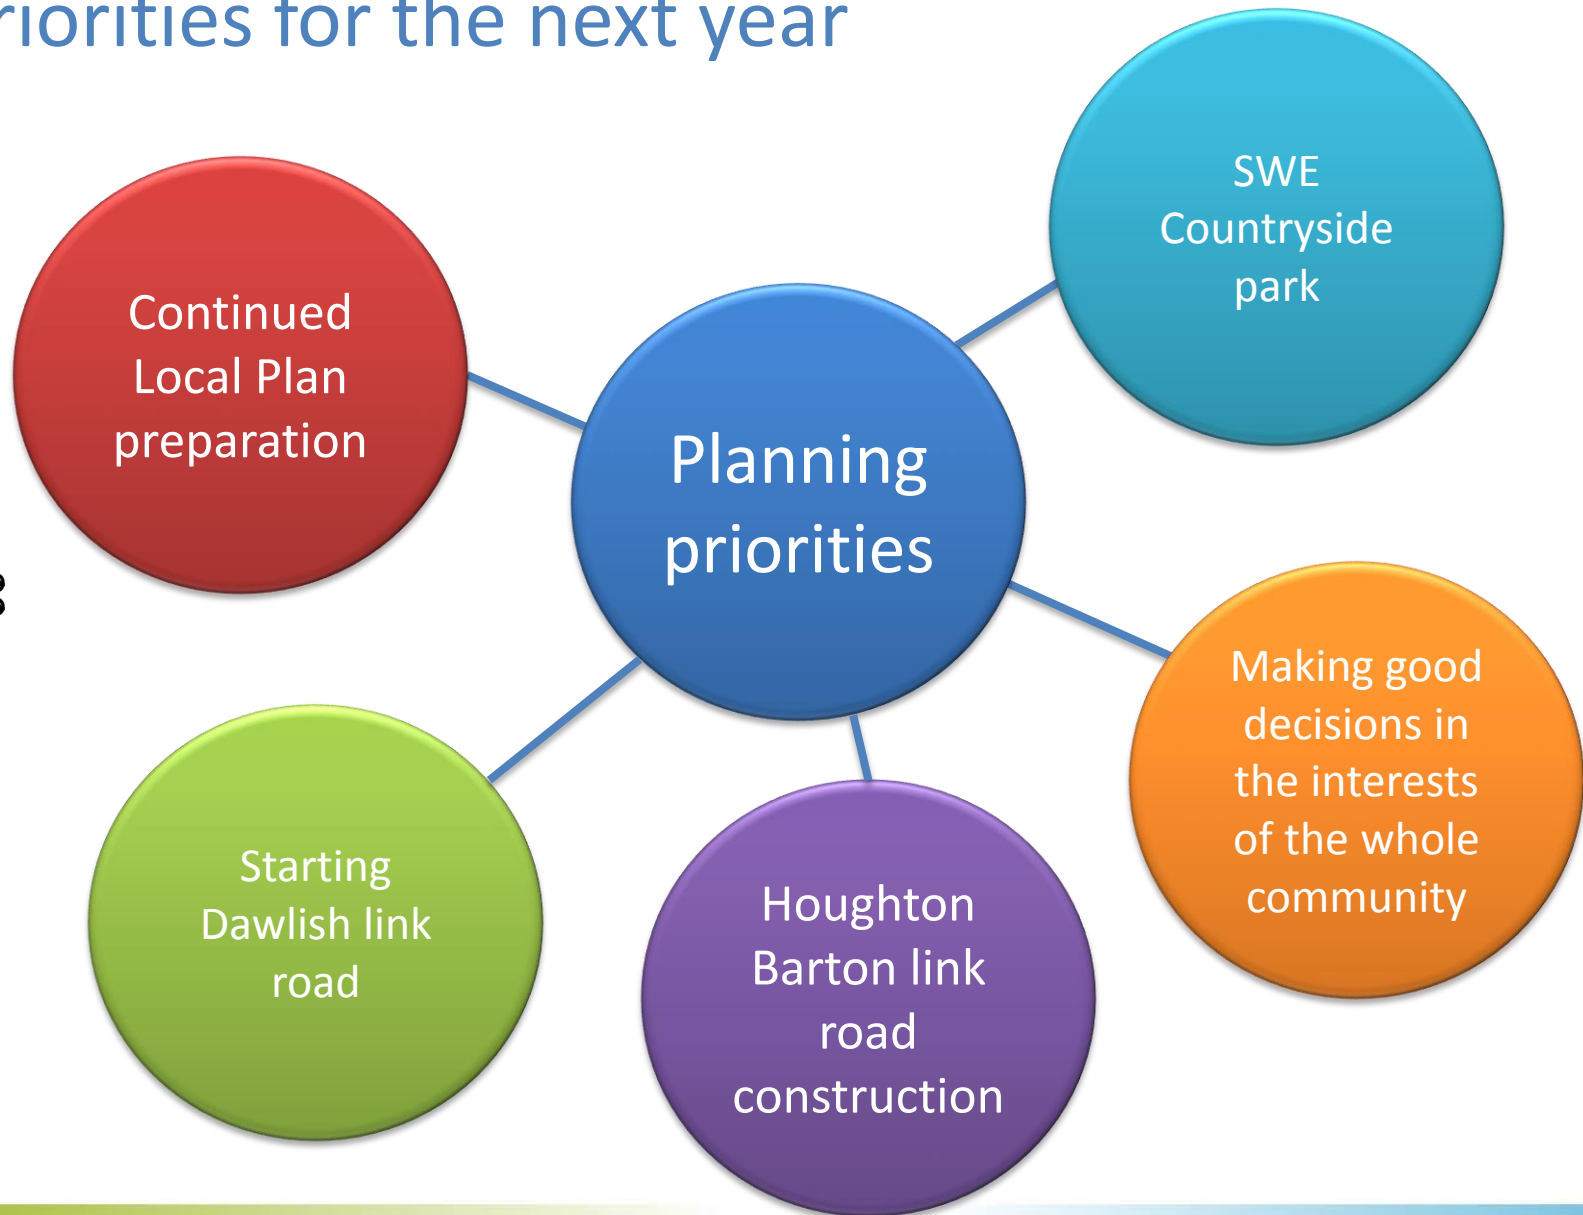 riorities for the next year
SWE
Countryside
park
Continued
Local Plan
preparation
Planning
priorities
Making good
decisions in
the interests
of the whole
community
Starting
Dawlish link
road
Houghton
Barton link
road
construction